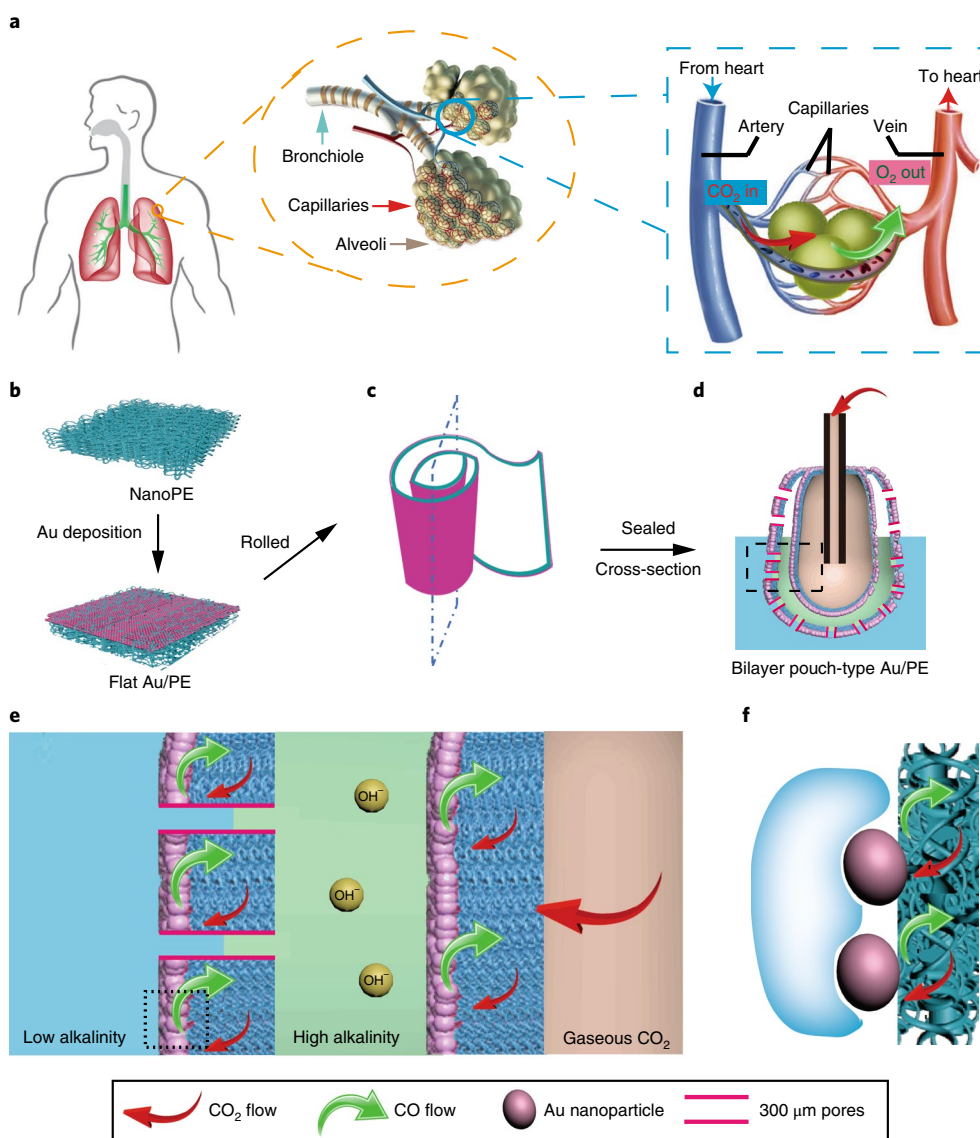 a
From heart
To heart
Capillaries
Artery
Vein
Bronchiole
O₂ out
CO₂ in
Capillaries
Alveoli
b
c
d
NanoPE
Au deposition
Rolled
Sealed
Cross-section
Flat Au/PE
Bilayer pouch-type Au/PE
e
f
OH⁻
OH⁻
OH⁻
Low alkalinity
High alkalinity
Gaseous CO₂
CO₂ flow
CO flow
Au nanoparticle
300 μm pores